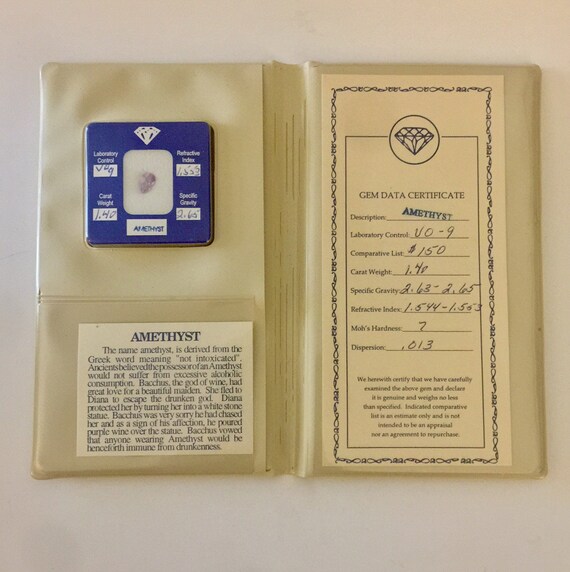 Laboratory Control
VO9
Refractive Index
1.553
Carat Weight
1.40
Specific Gravity
2.65
AMETHYST
AMETHYST
The name amethyst, is derived from the
Greek word meaning "not intoxicated".
Ancients believed the possessor of an Amethyst
would not suffer from excessive alcoholic
consumption. Bacchus, the god of wine, had
great love for a beautiful maiden. She fled to
Diana to escape the drunken god. Diana
protected her by turning her into a white stone
statue. Bacchus was very sorry he had chased
her and as a sign of his affection, he poured
purple wine over the statue. Bacchus vowed
that anyone wearing Amethyst would be
henceforth immune from drunkenness.
GEM DATA CERTIFICATE
Description: AMETHYST
Laboratory Control: VO-9
Comparative List: $150
Carat Weight: 1.40
Specific Gravity: 2.63-2.65
Refractive Index: 1.544-1.553
Moh's Hardness: 7
Dispersion: .013
We herewith certify that we have carefully
examined the above gem and declare
it is genuine and weighs no less
than specified. Indicated comparative
list is an estimate only and is not
intended to be an appraisal
nor an agreement to repurchase.